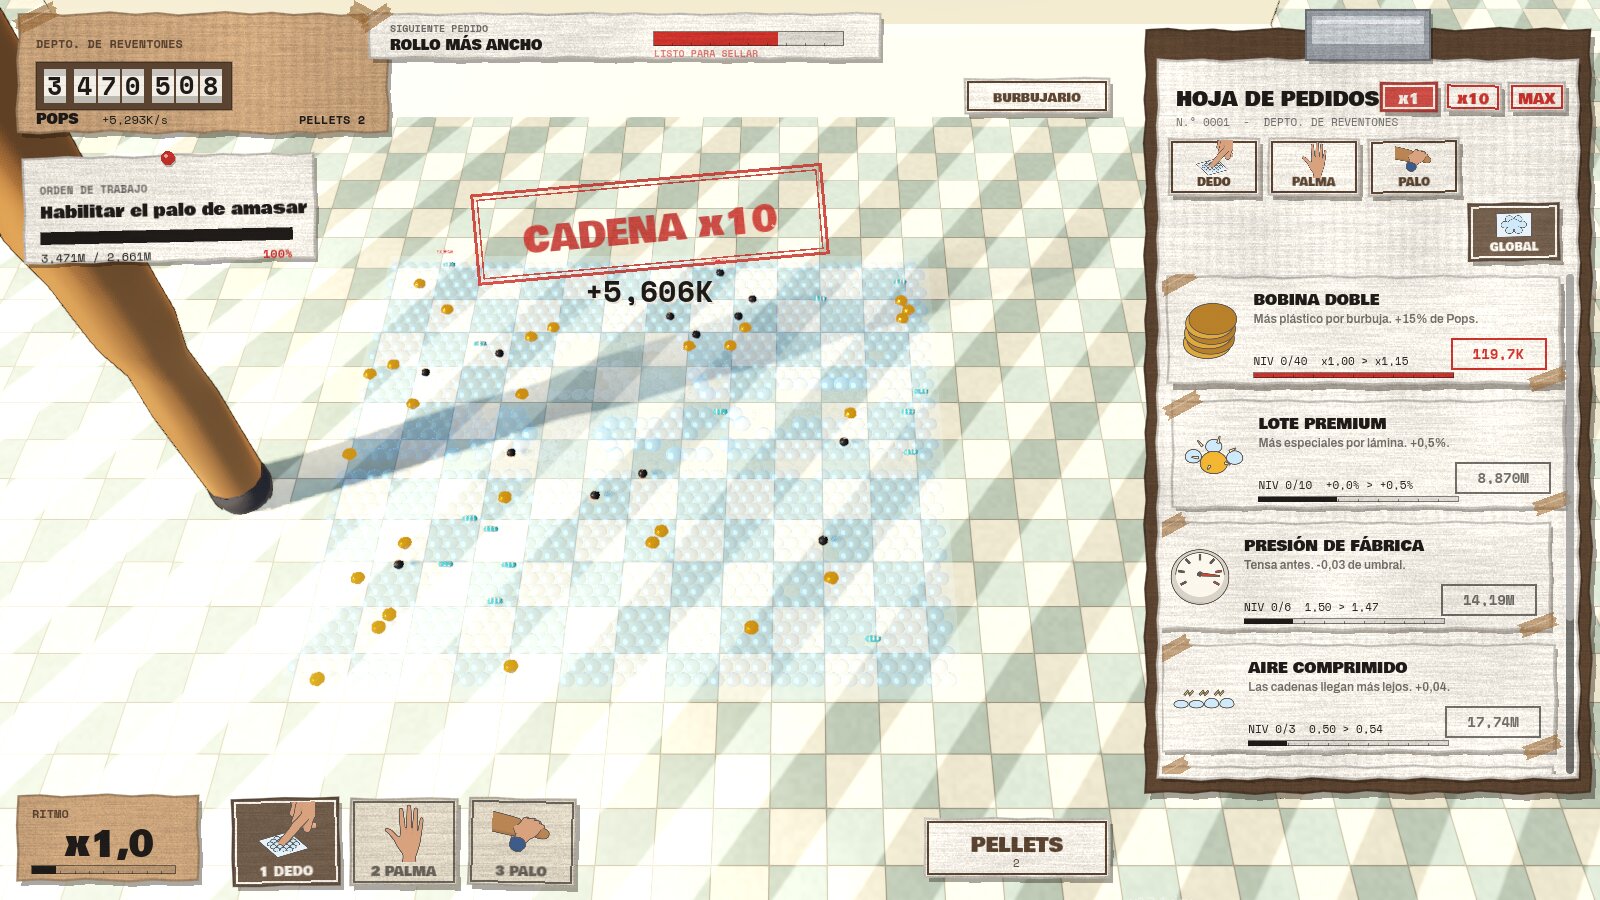 DEPTO. DE REVENTONES
3 470 508
POPS +5,293K/s PELLETS 2
SIGUIENTE PEDIDO
ROLLO MÁS ANCHO
LISTO PARA SELLAR
BURBUJARIO
ORDEN DE TRABAJO
Habilitar el palo de amasar
3,471M / 2,661M 100%
CADENA x10
+5,606K
HOJA DE PEDIDOS x1 x10 MAX
N.° 0001 - DEPTO. DE REVENTONES
DEDO PALMA PALO
GLOBAL
BOBINA DOBLE
Más plástico por burbuja. +15% de Pops.
NIV 0/40 x1,00 > x1,15 119,7K
LOTE PREMIUM
Más especiales por lámina. +0,5%.
NIV 0/10 +0,0% > +0,5% 8,870M
PRESIÓN DE FÁBRICA
Tensa antes. -0,03 de umbral.
NIV 0/6 1,50 > 1,47 14,19M
AIRE COMPRIMIDO
Las cadenas llegan más lejos. +0,04.
NIV 0/3 0,50 > 0,54 17,74M
RITMO
x1,0
1 DEDO 2 PALMA 3 PALO
PELLETS
2